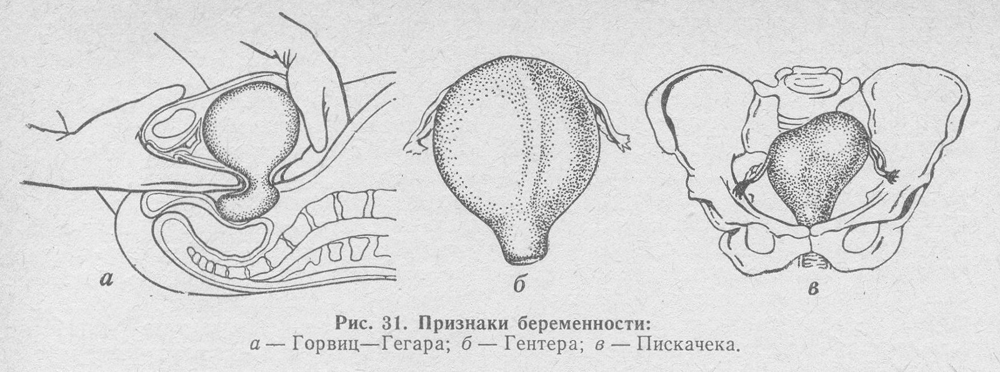 а
б
в
Рис. 31. Признаки беременности:
а — Горвиц—Гегара; б — Гентера; в — Пискачека.